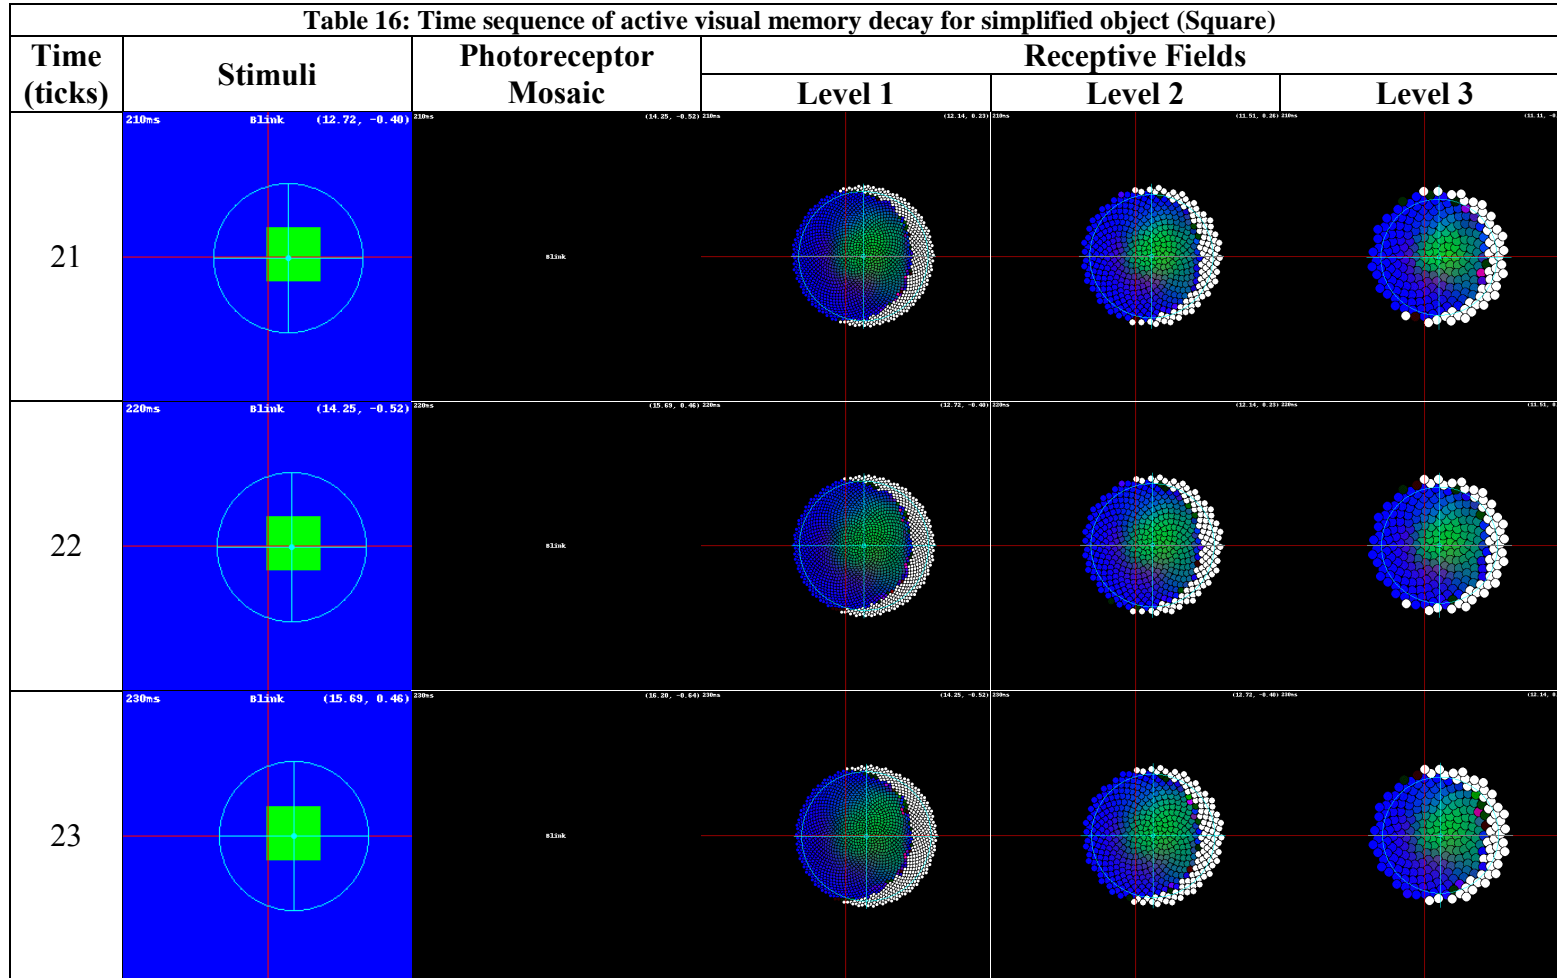 Table 16: Time sequence of active visual memory decay for simplified object (Square)
Time (ticks)
Stimuli
Photoreceptor Mosaic
Receptive Fields
Level 1
Level 2
Level 3
21
210ms Blink (12.72, -0.40)
210ms (14.25, -0.52)
Blink
210ms (12.14, 0.23)
210ms (11.51, 0.26)
210ms (11.11, -0.
22
220ms Blink (14.25, -0.52)
220ms (15.69, 0.46)
Blink
220ms (12.72, -0.40)
220ms (12.14, 0.23)
220ms (11.51, 0.
23
230ms Blink (15.69, 0.46)
230ms (16.20, -0.64)
Blink
230ms (14.25, -0.52)
230ms (12.72, -0.40)
230ms (12.14, 0.